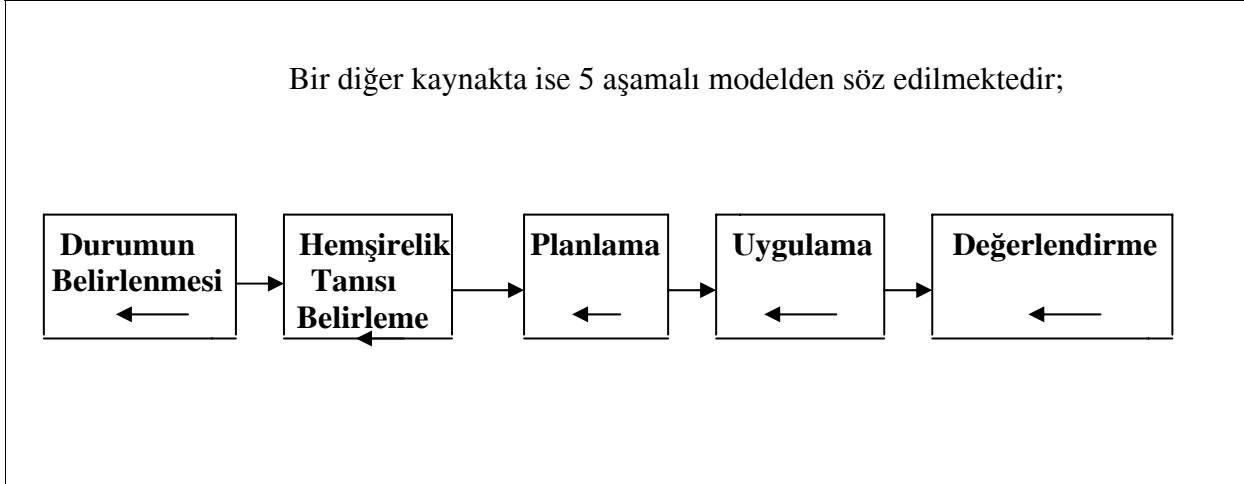 Bir diğer kaynakta ise 5 aşamalı modelden söz edilmektedir;
Durumun
Belirlenmesi
Hemşirelik
Tanısı
Belirleme
Planlama
Uygulama
Değerlendirme